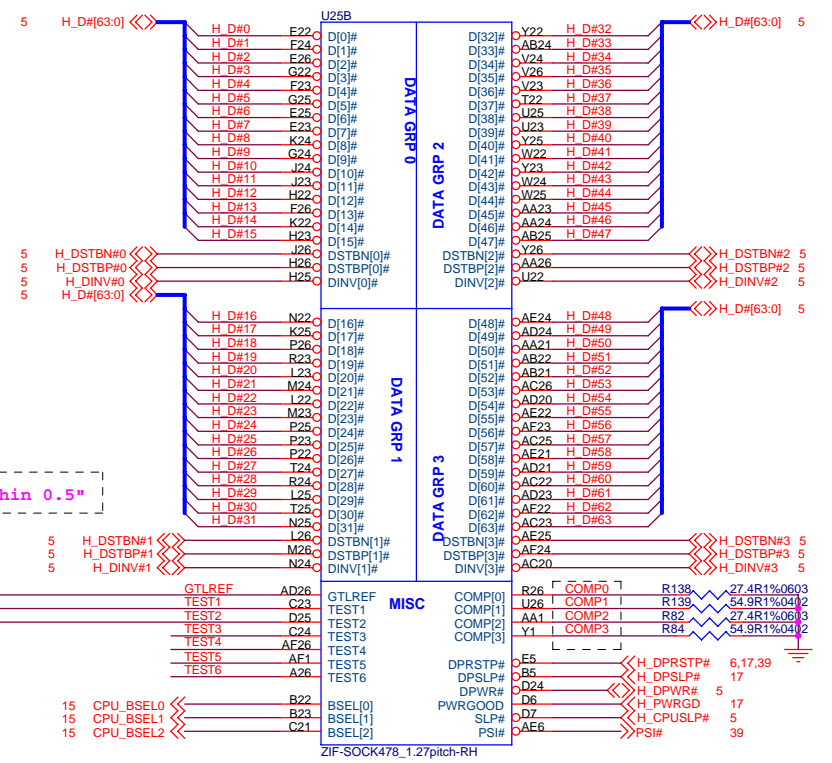 U25B
5 H_D#[63:0] H_D#[63:0] 5
H_D#0 E22 D[0]# D[32]# Y22 H_D#32
H_D#1 F24 D[1]# D[33]# AB24 H_D#33
H_D#2 E26 D[2]# D[34]# V24 H_D#34
H_D#3 G22 D[3]# D[35]# V26 H_D#35
H_D#4 F23 D[4]# D[36]# V23 H_D#36
H_D#5 G25 D[5]# D[37]# T22 H_D#37
H_D#6 E25 D[6]# D[38]# U25 H_D#38
H_D#7 E23 D[7]# D[39]# U23 H_D#39
H_D#8 K24 D[8]# D[40]# Y25 H_D#40
H_D#9 G24 D[9]# D[41]# W22 H_D#41
H_D#10 J24 D[10]# D[42]# Y23 H_D#42
H_D#11 J23 D[11]# D[43]# W24 H_D#43
H_D#12 H22 D[12]# D[44]# W25 H_D#44
H_D#13 F26 D[13]# D[45]# AA23 H_D#45
H_D#14 K22 D[14]# D[46]# AA24 H_D#46
H_D#15 H23 D[15]# D[47]# AB25 H_D#47
5 H_DSTBN#0 J26 DSTBN[0]# DSTBN[2]# Y26 H_DSTBN#2 5
5 H_DSTBP#0 H26 DSTBP[0]# DSTBP[2]# AA26 H_DSTBP#2 5
5 H_DINV#0 H25 DINV[0]# DINV[2]# U22 H_DINV#2 5
DATA GRP 0
DATA GRP 2
5 H_D#[63:0] H_D#[63:0] 5
H_D#16 N22 D[16]# D[48]# AE24 H_D#48
H_D#17 K25 D[17]# D[49]# AD24 H_D#49
H_D#18 P26 D[18]# D[50]# AA21 H_D#50
H_D#19 R23 D[19]# D[51]# AB22 H_D#51
H_D#20 L23 D[20]# D[52]# AB21 H_D#52
H_D#21 M24 D[21]# D[53]# AC26 H_D#53
H_D#22 L22 D[22]# D[54]# AD20 H_D#54
H_D#23 M23 D[23]# D[55]# AE22 H_D#55
H_D#24 P25 D[24]# D[56]# AF23 H_D#56
H_D#25 P23 D[25]# D[57]# AC25 H_D#57
H_D#26 P22 D[26]# D[58]# AE21 H_D#58
H_D#27 T24 D[27]# D[59]# AD21 H_D#59
H_D#28 R24 D[28]# D[60]# AC22 H_D#60
H_D#29 L25 D[29]# D[61]# AD23 H_D#61
H_D#30 T25 D[30]# D[62]# AF22 H_D#62
H_D#31 N25 D[31]# D[63]# AC23 H_D#63
5 H_DSTBN#1 L26 DSTBN[1]# DSTBN[3]# AE25 H_DSTBN#3 5
5 H_DSTBP#1 M26 DSTBP[1]# DSTBP[3]# AF24 H_DSTBP#3 5
5 H_DINV#1 N24 DINV[1]# DINV[3]# AC20 H_DINV#3 5
DATA GRP 1
DATA GRP 3
hin 0.5"
MISC
GTLREF AD26 GTLREF COMP[0] R26 COMP0 R138 27.4R1%0603
TEST1 C23 TEST1 COMP[1] U26 COMP1 R139 54.9R1%0402
TEST2 D25 TEST2 COMP[2] AA1 COMP2 R82 27.4R1%0603
TEST3 C24 TEST3 COMP[3] Y1 COMP3 R84 54.9R1%0402
TEST4 AF26 TEST4
TEST5 AF1 TEST5 DPRSTP# E5 H_DPRSTP# 6,17,39
TEST6 A26 TEST6 DPSLP# B5 H_DPSLP# 17
DPWR# D24 H_DPWR# 5
15 CPU_BSEL0 B22 BSEL[0] PWRGOOD D6 H_PWRGD 17
15 CPU_BSEL1 B23 BSEL[1] SLP# D7 H_CPUSLP# 5
15 CPU_BSEL2 C21 BSEL[2] PSI# AE6 PSI# 39
ZIF-SOCK478_1.27pitch-RH